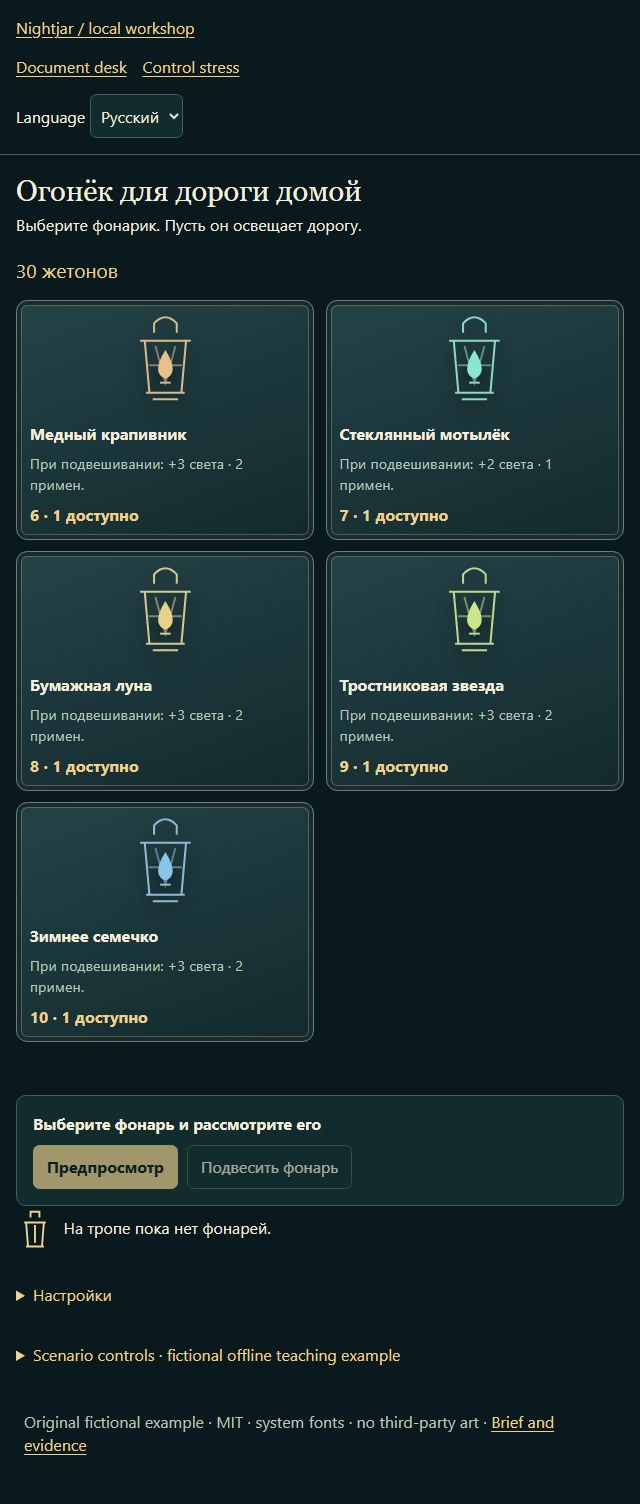 Nightjar / local workshop
Document desk Control stress
Language Русский
Огонёк для дороги домой
Выберите фонарик. Пусть он освещает дорогу.
30 жетонов
Медный крапивник
При подвешивании: +3 света · 2
примен.
6 · 1 доступно
Стеклянный мотылёк
При подвешивании: +2 света · 1
примен.
7 · 1 доступно
Бумажная луна
При подвешивании: +3 света · 2
примен.
8 · 1 доступно
Тростниковая звезда
При подвешивании: +3 света · 2
примен.
9 · 1 доступно
Зимнее семечко
При подвешивании: +3 света · 2
примен.
10 · 1 доступно
Выберите фонарь и рассмотрите его
Предпросмотр Подвесить фонарь
На тропе пока нет фонарей.
Настройки
Scenario controls · fictional offline teaching example
Original fictional example · MIT · system fonts · no third-party art · Brief and
evidence